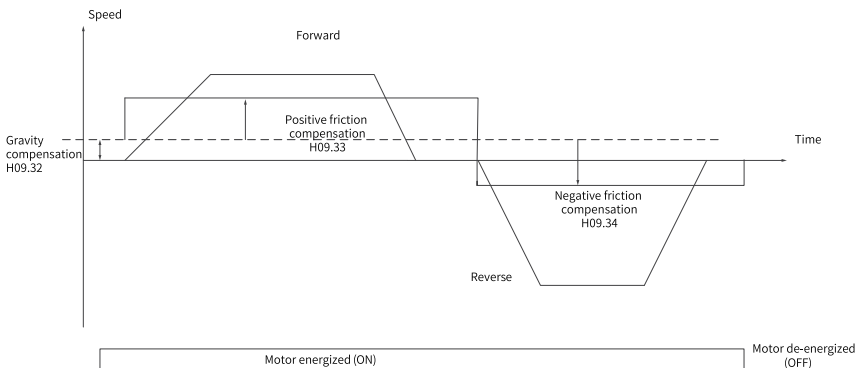 Speed
Forward
Positive friction
compensation
H09.33
Gravity
compensation
H09.32
Time
Negative friction
compensation
H09.34
Reverse
Motor energized (ON)
Motor de-energized
(OFF)